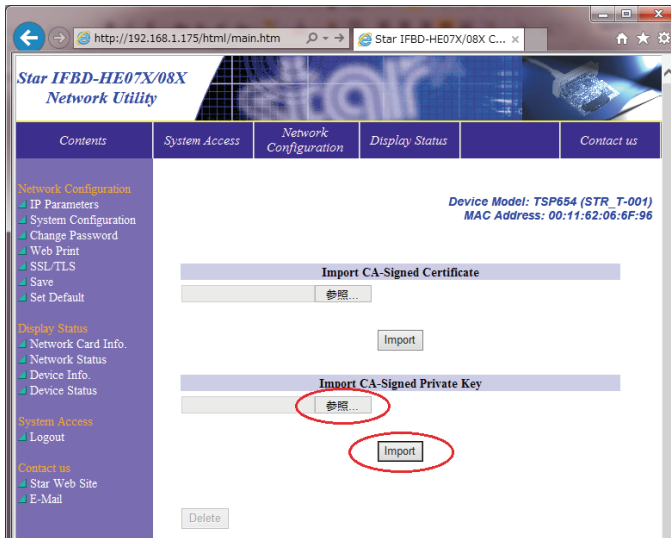 http://192.168.1.175/html/main.htm
Star IFBD-HE07X/08X C...
Star IFBD-HE07X/08X
Network Utility
star
Contents
System Access
Network
Configuration
Display Status
Contact us
Network Configuration
IP Parameters
System Configuration
Change Password
Web Print
SSL/TLS
Save
Set Default
Display Status
Network Card Info.
Network Status
Device Info.
Device Status
System Access
Logout
Contact us
Star Web Site
E-Mail
Device Model: TSP654 (STR_T-001)
MAC Address: 00:11:62:06:6F:96
Import CA-Signed Certificate
参照...
Import
Import CA-Signed Private Key
参照...
Import
Delete